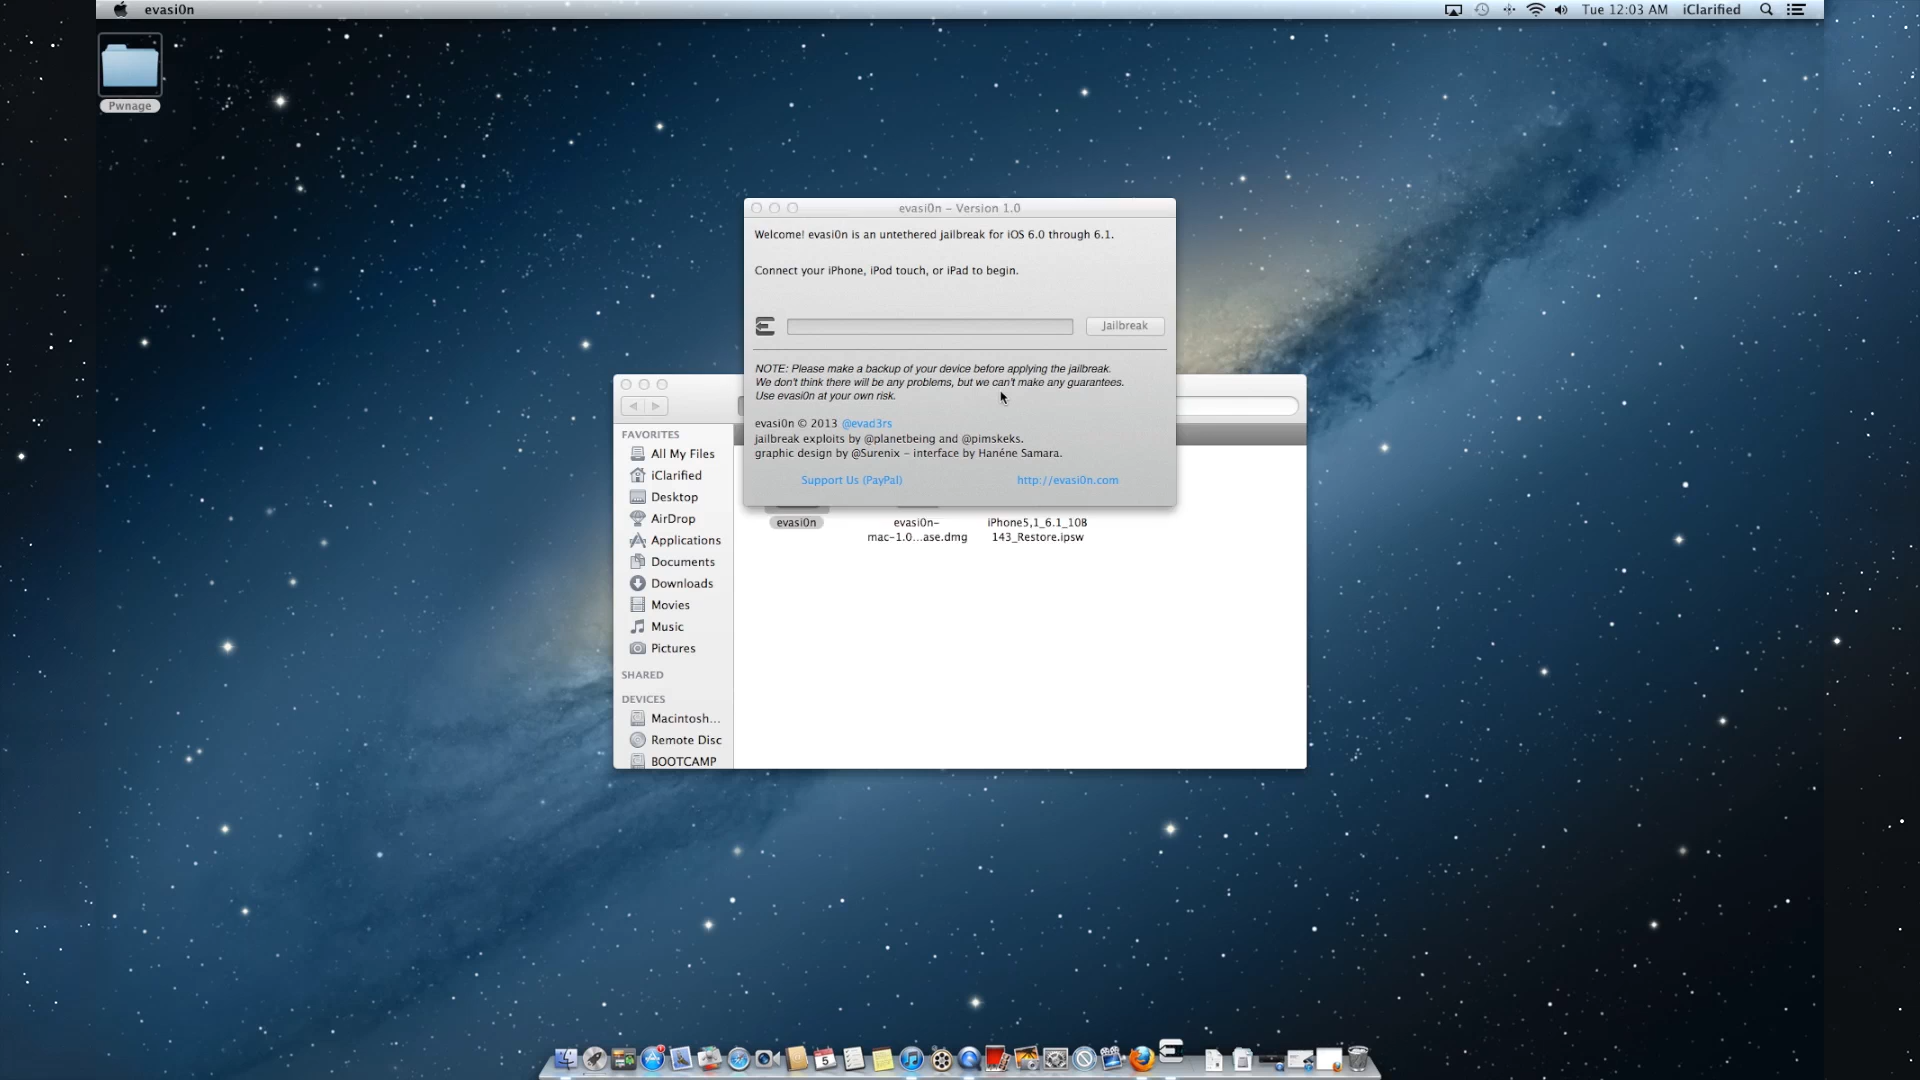 evasi0n
Tue 12:03 AM iClarified
Pwnage
evasi0n – Version 1.0
Welcome! evasi0n is an untethered jailbreak for iOS 6.0 through 6.1.
Connect your iPhone, iPod touch, or iPad to begin.
Jailbreak
NOTE: Please make a backup of your device before applying the jailbreak.
We don't think there will be any problems, but we can't make any guarantees.
Use evasi0n at your own risk.
evasi0n © 2013 @evad3rs
jailbreak exploits by @planetbeing and @pimskeks.
graphic design by @Surenix – interface by Hanéne Samara.
Support Us (PayPal) http://evasi0n.com
FAVORITES
All My Files
iClarified
Desktop
AirDrop
Applications
Documents
Downloads
Movies
Music
Pictures
SHARED
DEVICES
Macintosh...
Remote Disc
BOOTCAMP
evasi0n
evasi0n-
mac-1.0...ase.dmg
iPhone5,1_6.1_10B
143_Restore.ipsw
5